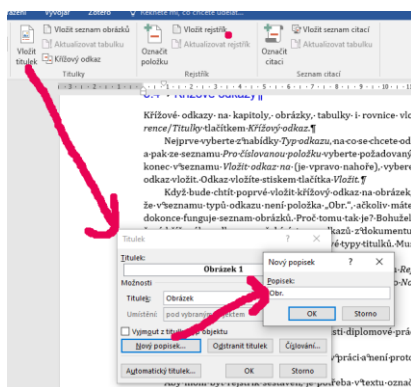 Vývojář Zotero Řekněte mi, co chcete udělat...
Vložit titulek
Vložit seznam obrázků
Aktualizovat tabulku
Křížový odkaz
Titulky
Označit položku
Vložit rejstřík
Aktualizovat rejstřík
Rejstřík
Označit citaci
Vložit seznam citací
Aktualizovat tabulku
Seznam citací
Křížové odkazy
Křížové· odkazy· na· kapitoly,· obrázky,· tabulky· i· rovnice·
rence/Titulky·tlačítkem·Křížový·odkaz.¶
Nejprve·vyberte·z°nabídky·Typ·odkazu,·na·co·se·chcete·od
a·pak·ze·seznamu·Pro·číslovanou·položku·vyberte·požadovaný
konec·v°seznamu·Vložit·odkaz·na·(je·vpravo·nahoře),·vybere
odkaz·vložit.·Odkaz·vložíte·stiskem·tlačítka·Vložit.¶
Když·bude·chtít·poprvé·vložit·křížový·odkaz·na·obrázek,
že·v°seznamu·typů·odkazu·není·položka·„Obr.“,·ačkoliv·máte
dokonce·funguje·seznam·obrázků.·Proč·tomu·tak·je?·Bohužel
Titulek ? ×
Titulek:
Obrázek 1
Možnosti
Titulek: Obrázek
Umístění: pod vybraným objektem
Vyjmout z titulku objektu
Nový popisek... Odstranit titulek Číslování...
Automatický titulek... OK Storno
Nový popisek ? ×
Popisek:
Obr.
OK Storno